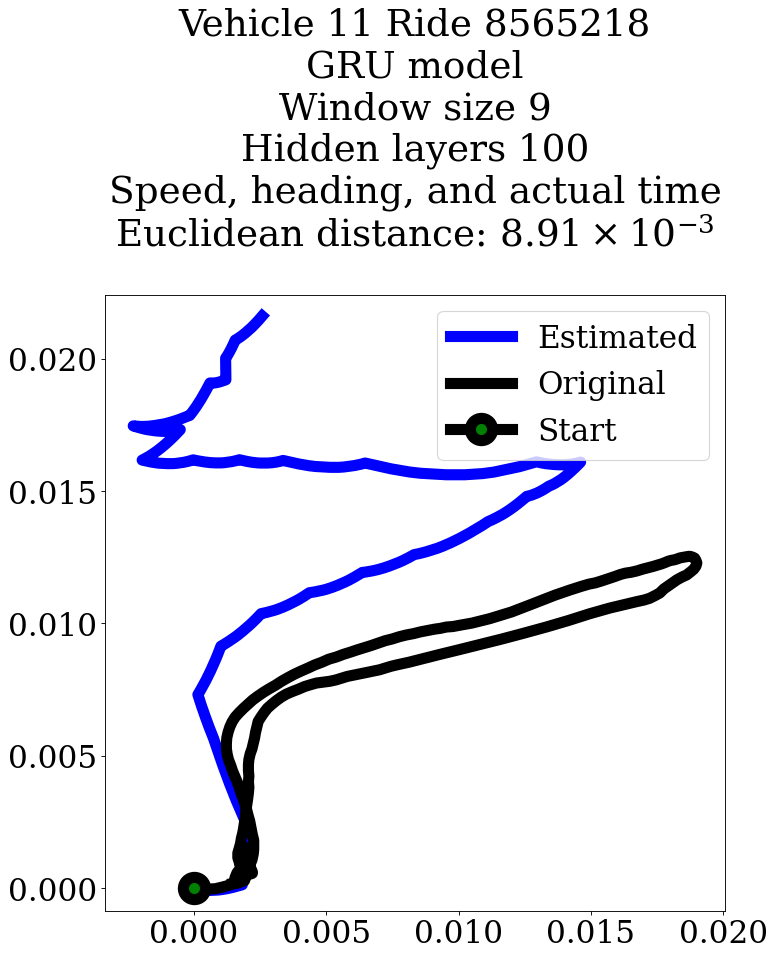 Vehicle 11 Ride 8565218
GRU model
Window size 9
Hidden layers 100
Speed, heading, and actual time
Euclidean distance: 8.91 × 10⁻³
Estimated
Original
Start
0.020
0.015
0.010
0.005
0.000
0.000 0.005 0.010 0.015 0.020